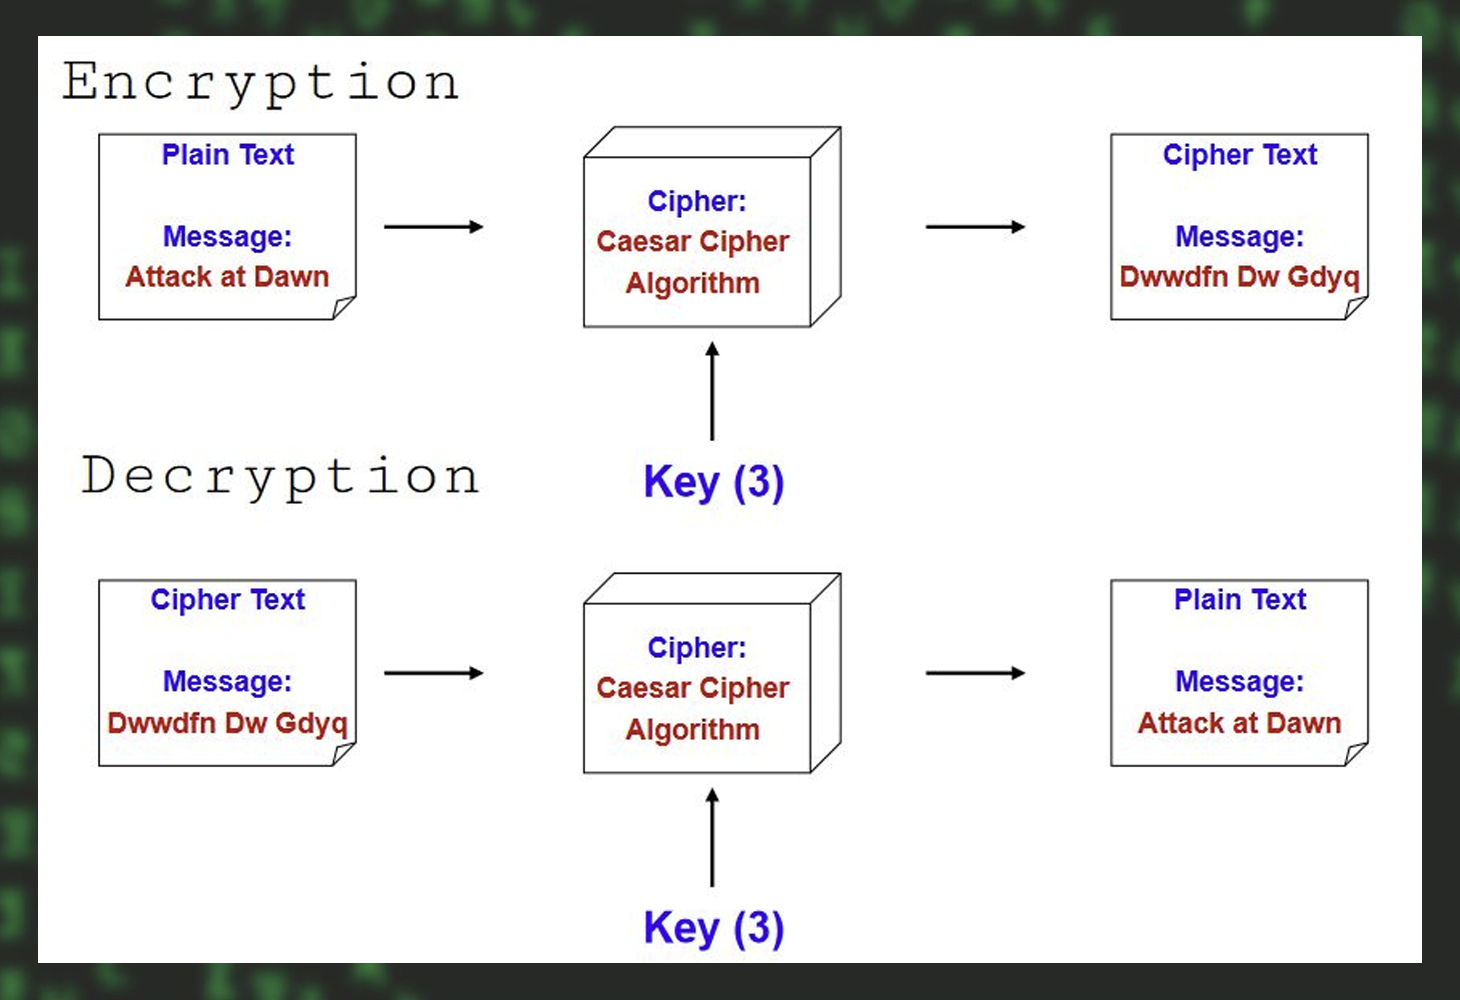 Encryption
Plain Text
Message:
Attack at Dawn
Cipher:
Caesar Cipher
Algorithm
Cipher Text
Message:
Dwwdfn Dw Gdyq
Key (3)
Decryption
Cipher Text
Message:
Dwwdfn Dw Gdyq
Cipher:
Caesar Cipher
Algorithm
Plain Text
Message:
Attack at Dawn
Key (3)